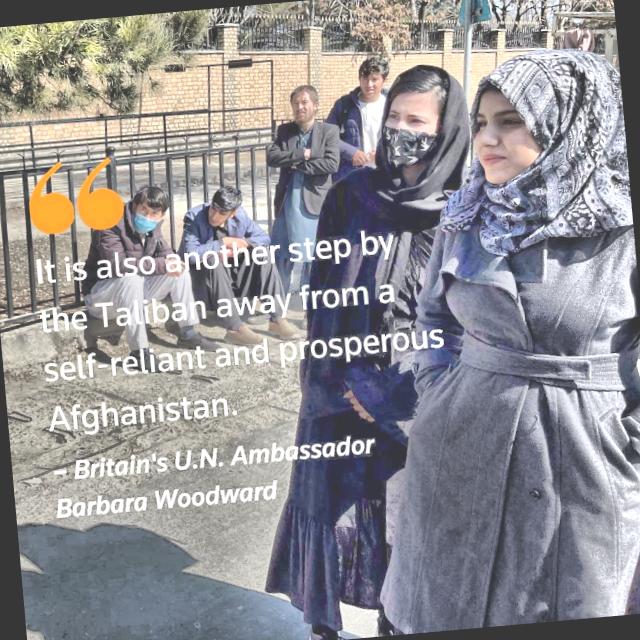 “
It is also another step by
the Taliban away from a
self-reliant and prosperous
Afghanistan.
– Britain's U.N. Ambassador
Barbara Woodward